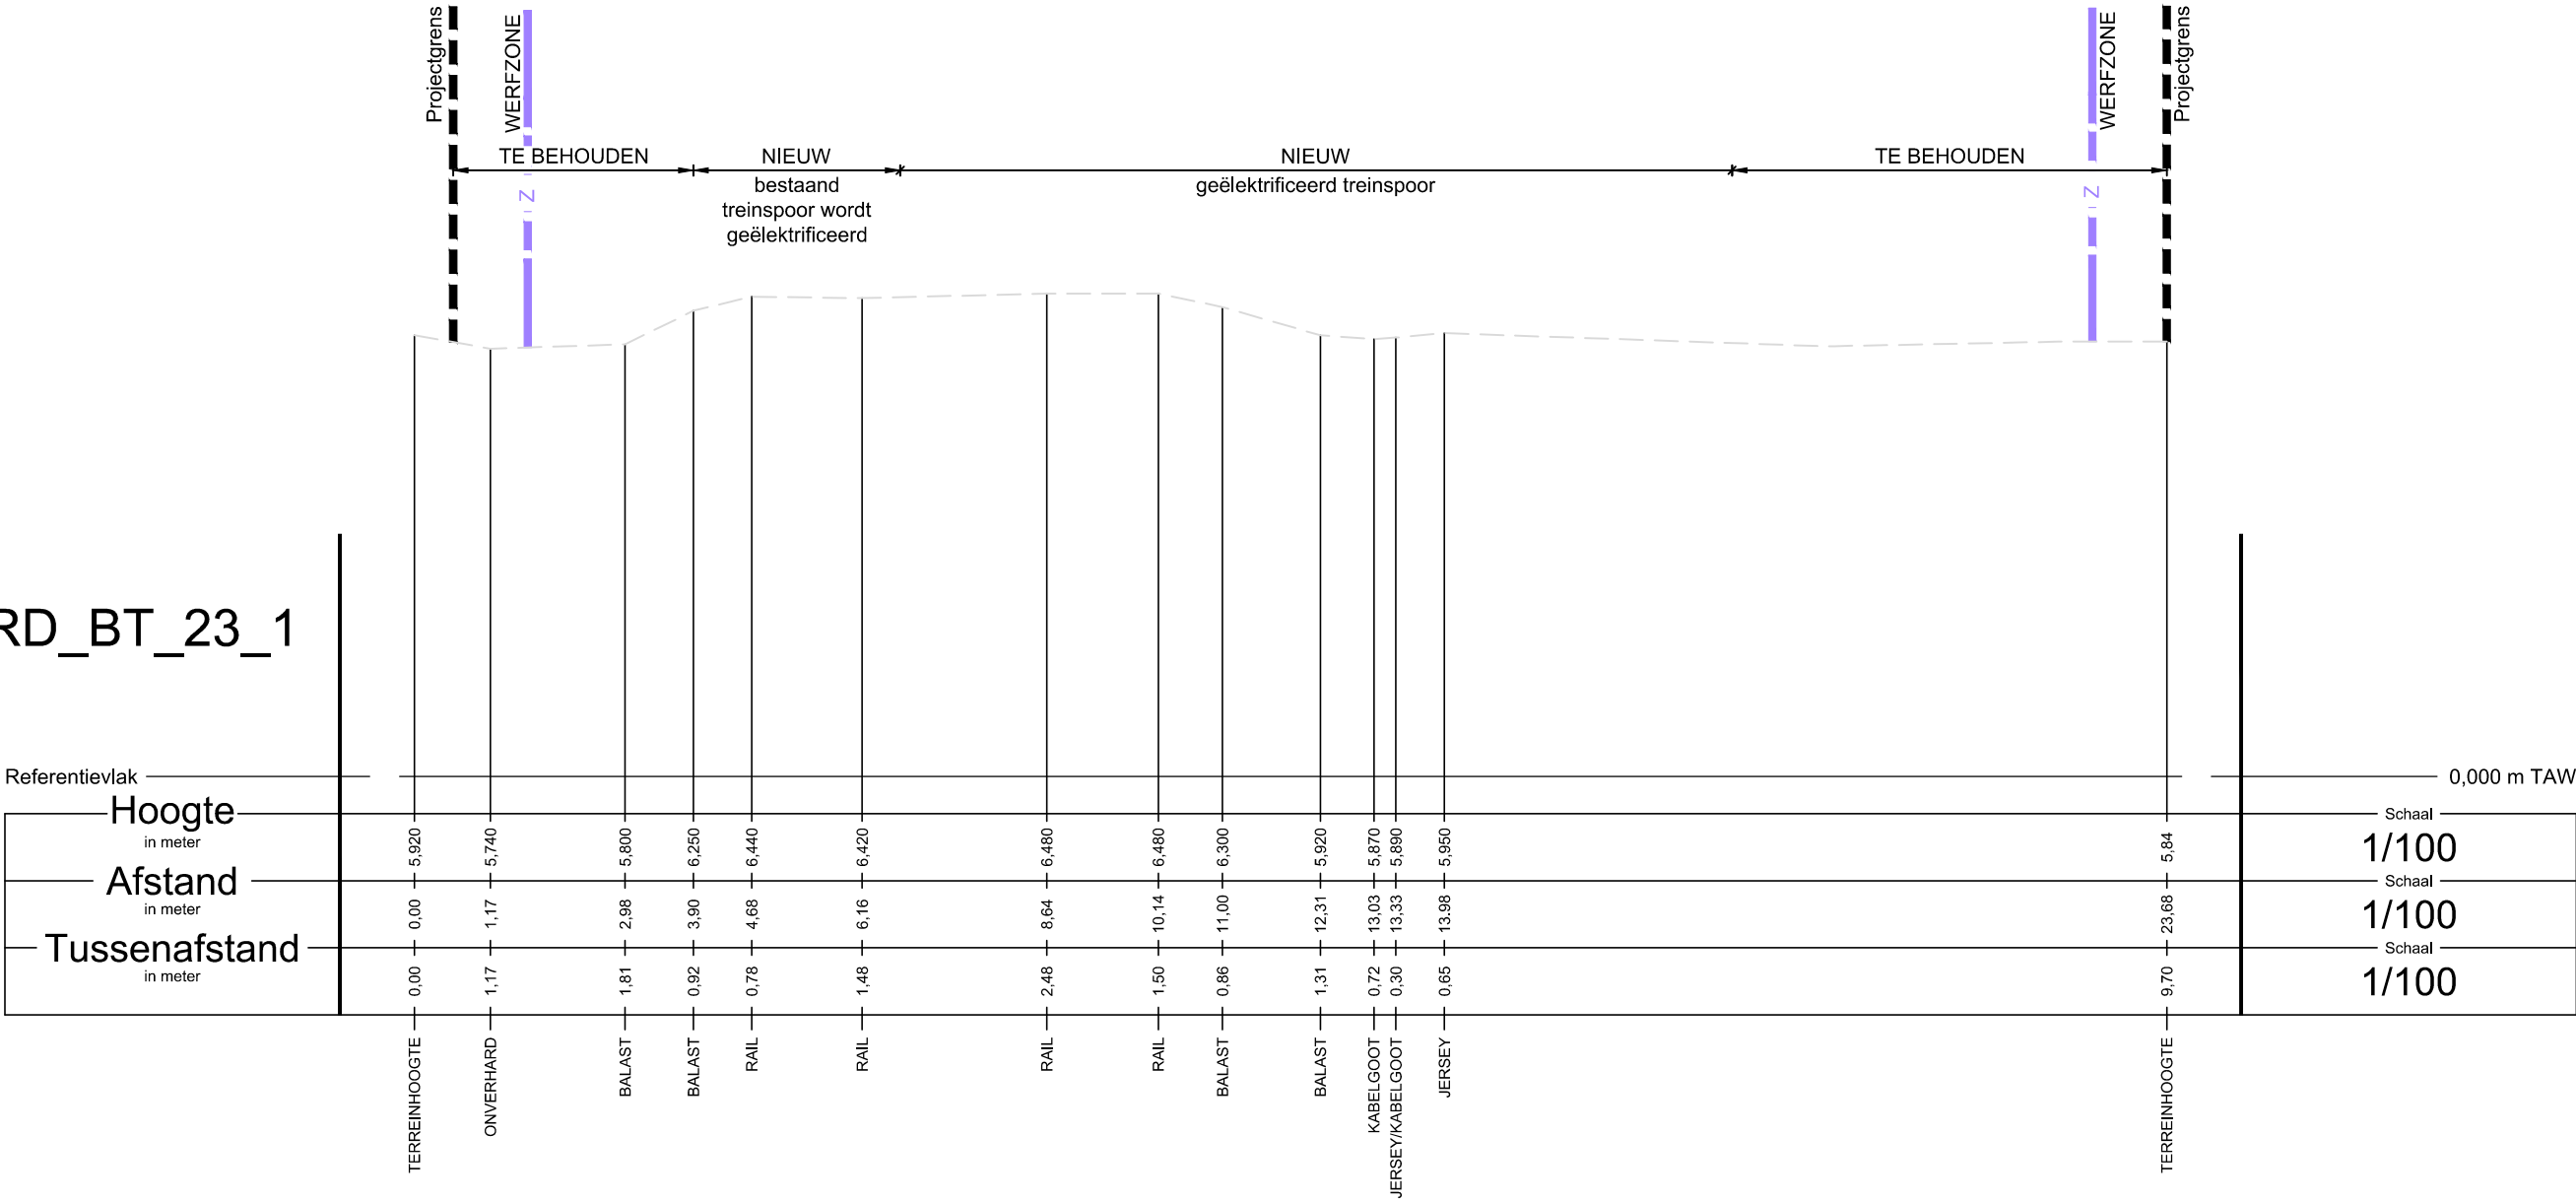 Projectgrens
WERFZONE
WERFZONE
Projectgrens
TE BEHOUDEN
NIEUW
NIEUW
TE BEHOUDEN
bestaand
treinspoor wordt
geëlektrificeerd
geëlektrificeerd treinspoor
Z
Z
RD_BT_23_1
Referentievlak
0,000 m TAW
Hoogte
in meter
5,920 5,740 5,800 6,250 6,440 6,420 6,480 6,480 6,300 5,920 5,870 5,890 5,950 5,84
Schaal
1/100
Afstand
in meter
0,00 1,17 2,98 3,90 4,68 6,16 8,64 10,14 11,00 12,31 13,03 13,33 13.98 23,68
Schaal
1/100
Tussenafstand
in meter
0,00 1,17 1,81 0,92 0,78 1,48 2,48 1,50 0,86 1,31 0,72 0,30 0,65 9,70
Schaal
1/100
TERREINHOOGTE
ONVERHARD
BALAST
BALAST
RAIL
RAIL
RAIL
RAIL
BALAST
BALAST
KABELGOOT
JERSEY/KABELGOOT
JERSEY
TERREINHOOGTE